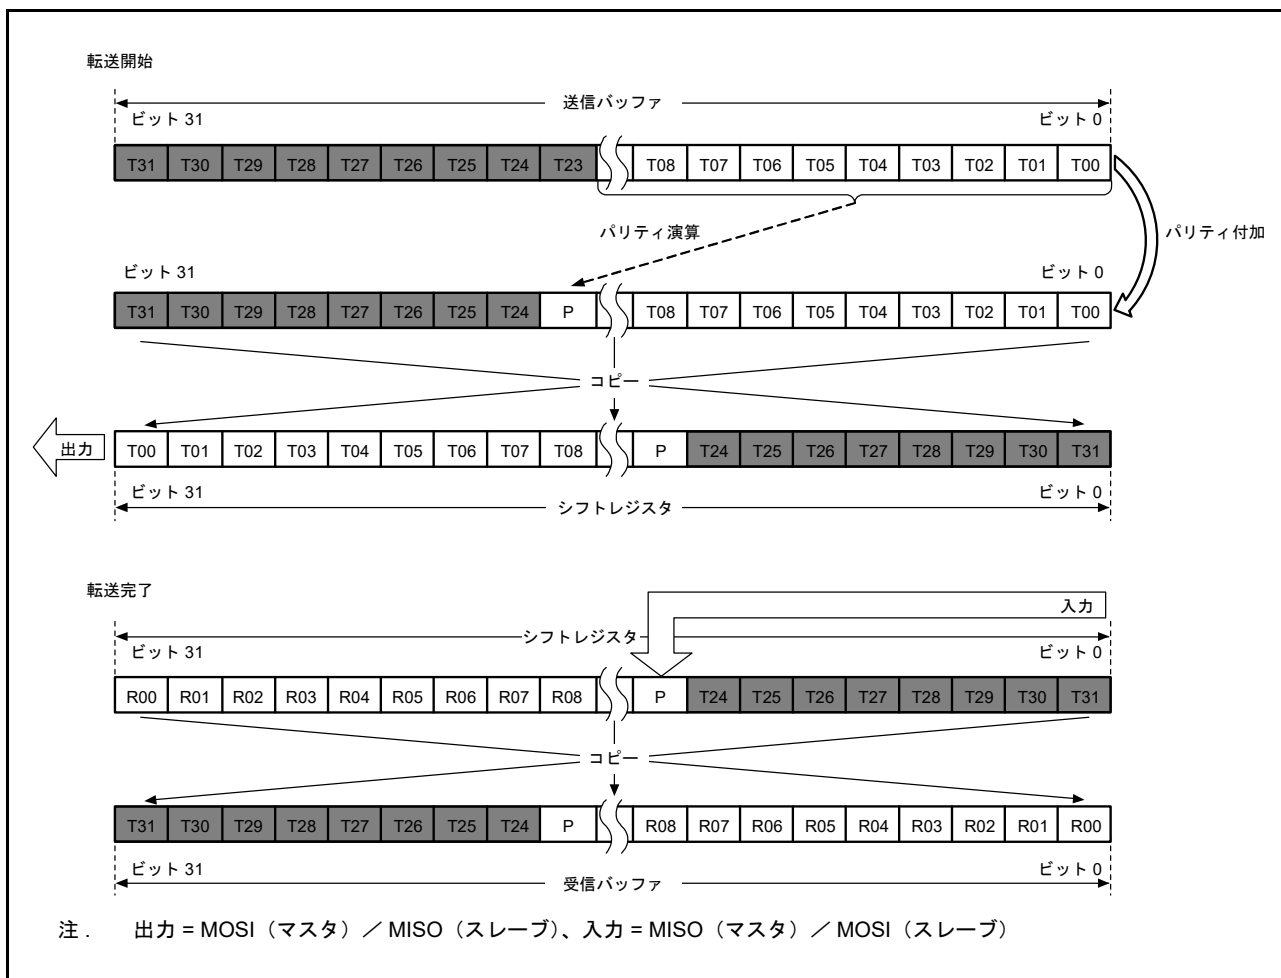 転送開始
送信バッファ
ビット 31 ビット 0
T31 T30 T29 T28 T27 T26 T25 T24 T23 T08 T07 T06 T05 T04 T03 T02 T01 T00
パリティ演算 パリティ付加
ビット 31 ビット 0
T31 T30 T29 T28 T27 T26 T25 T24 P T08 T07 T06 T05 T04 T03 T02 T01 T00
コピー
出力 T00 T01 T02 T03 T04 T05 T06 T07 T08 P T24 T25 T26 T27 T28 T29 T30 T31
ビット 31 ビット 0
シフトレジスタ
転送完了
入力
シフトレジスタ
ビット 31 ビット 0
R00 R01 R02 R03 R04 R05 R06 R07 R08 P T24 T25 T26 T27 T28 T29 T30 T31
コピー
T31 T30 T29 T28 T27 T26 T25 T24 P R08 R07 R06 R05 R04 R03 R02 R01 R00
ビット 31 ビット 0
受信バッファ
注 . 出力 = MOSI（マスタ）／ MISO（スレーブ）、入力 = MISO（マスタ）／ MOSI（スレーブ）